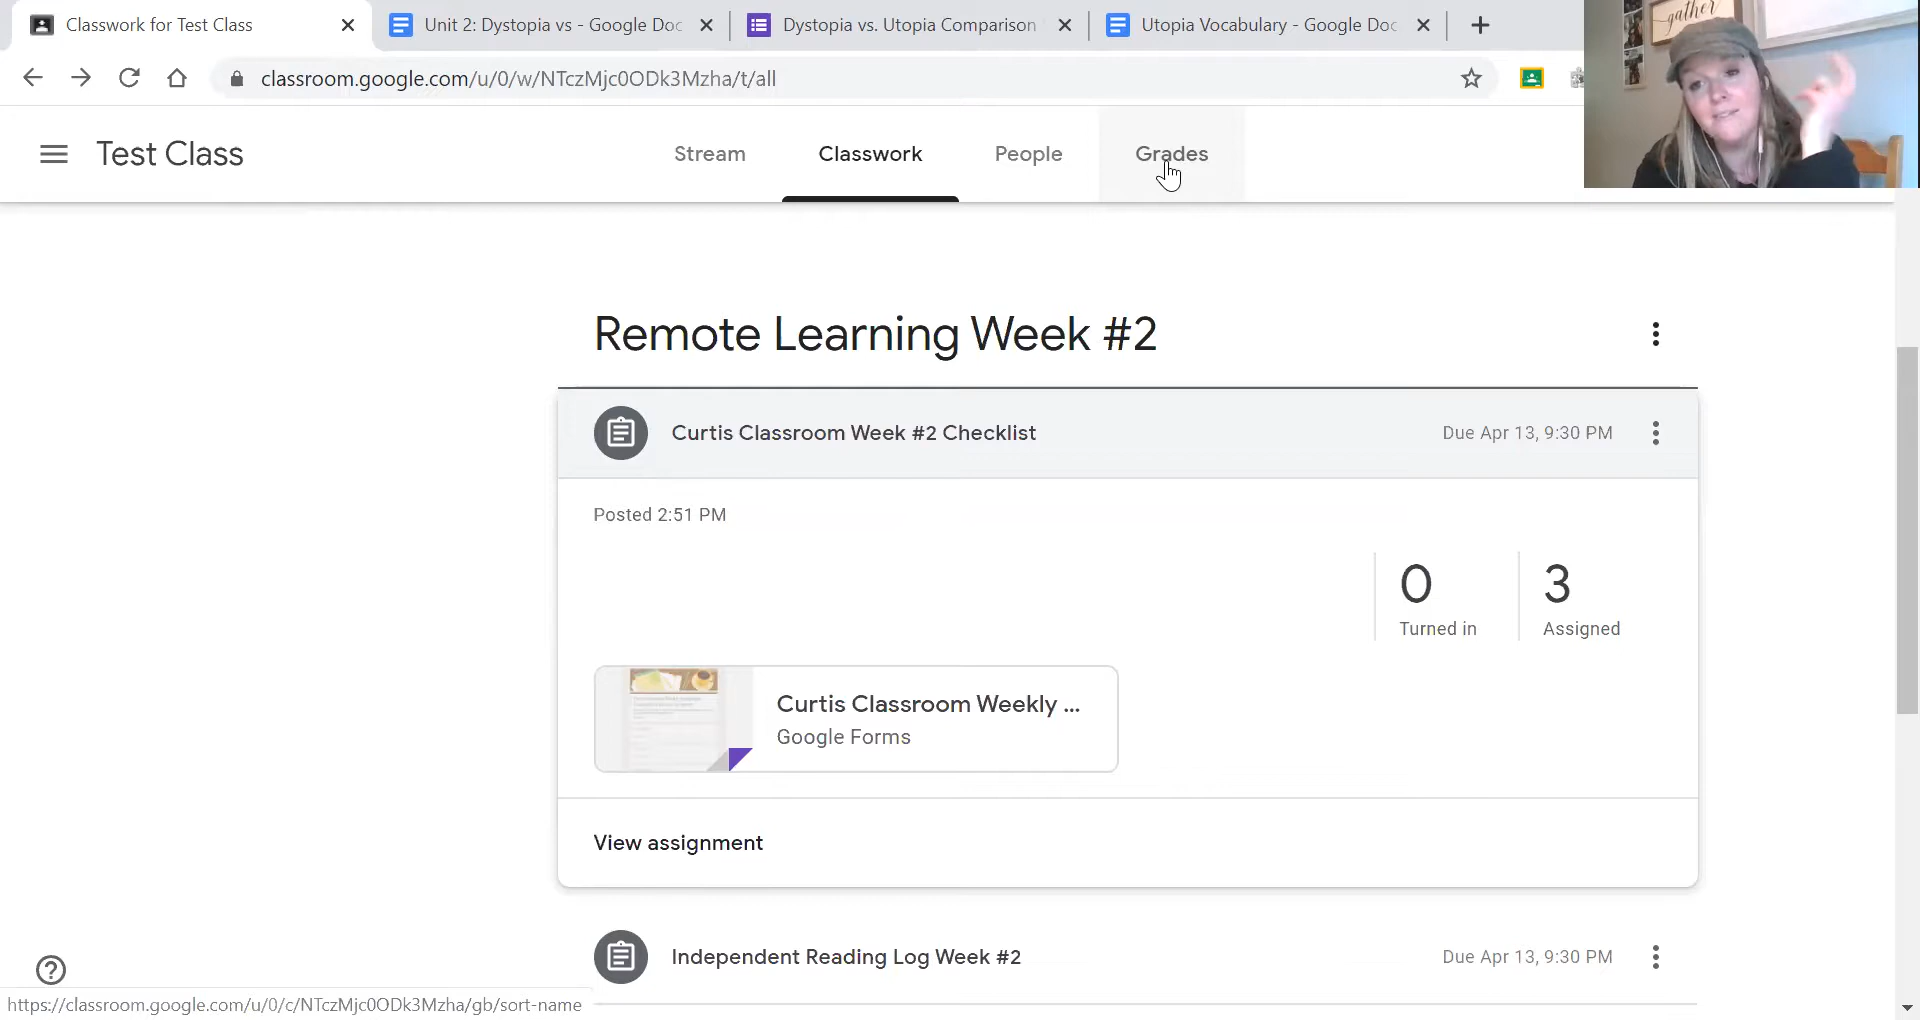 Classwork for Test Class
Unit 2: Dystopia vs - Google Doc
Dystopia vs. Utopia Comparison
Utopia Vocabulary - Google Doc
classroom.google.com/u/0/w/NTczMjc0ODk3Mzha/t/all
gather
Test Class
Stream
Classwork
People
Grades
Remote Learning Week #2
Curtis Classroom Week #2 Checklist
Due Apr 13, 9:30 PM
Posted 2:51 PM
0
3
Turned in
Assigned
Curtis Classroom Weekly ...
Google Forms
View assignment
Independent Reading Log Week #2
Due Apr 13, 9:30 PM
https://classroom.google.com/u/0/c/NTczMjc0ODk3Mzha/gb/sort-name